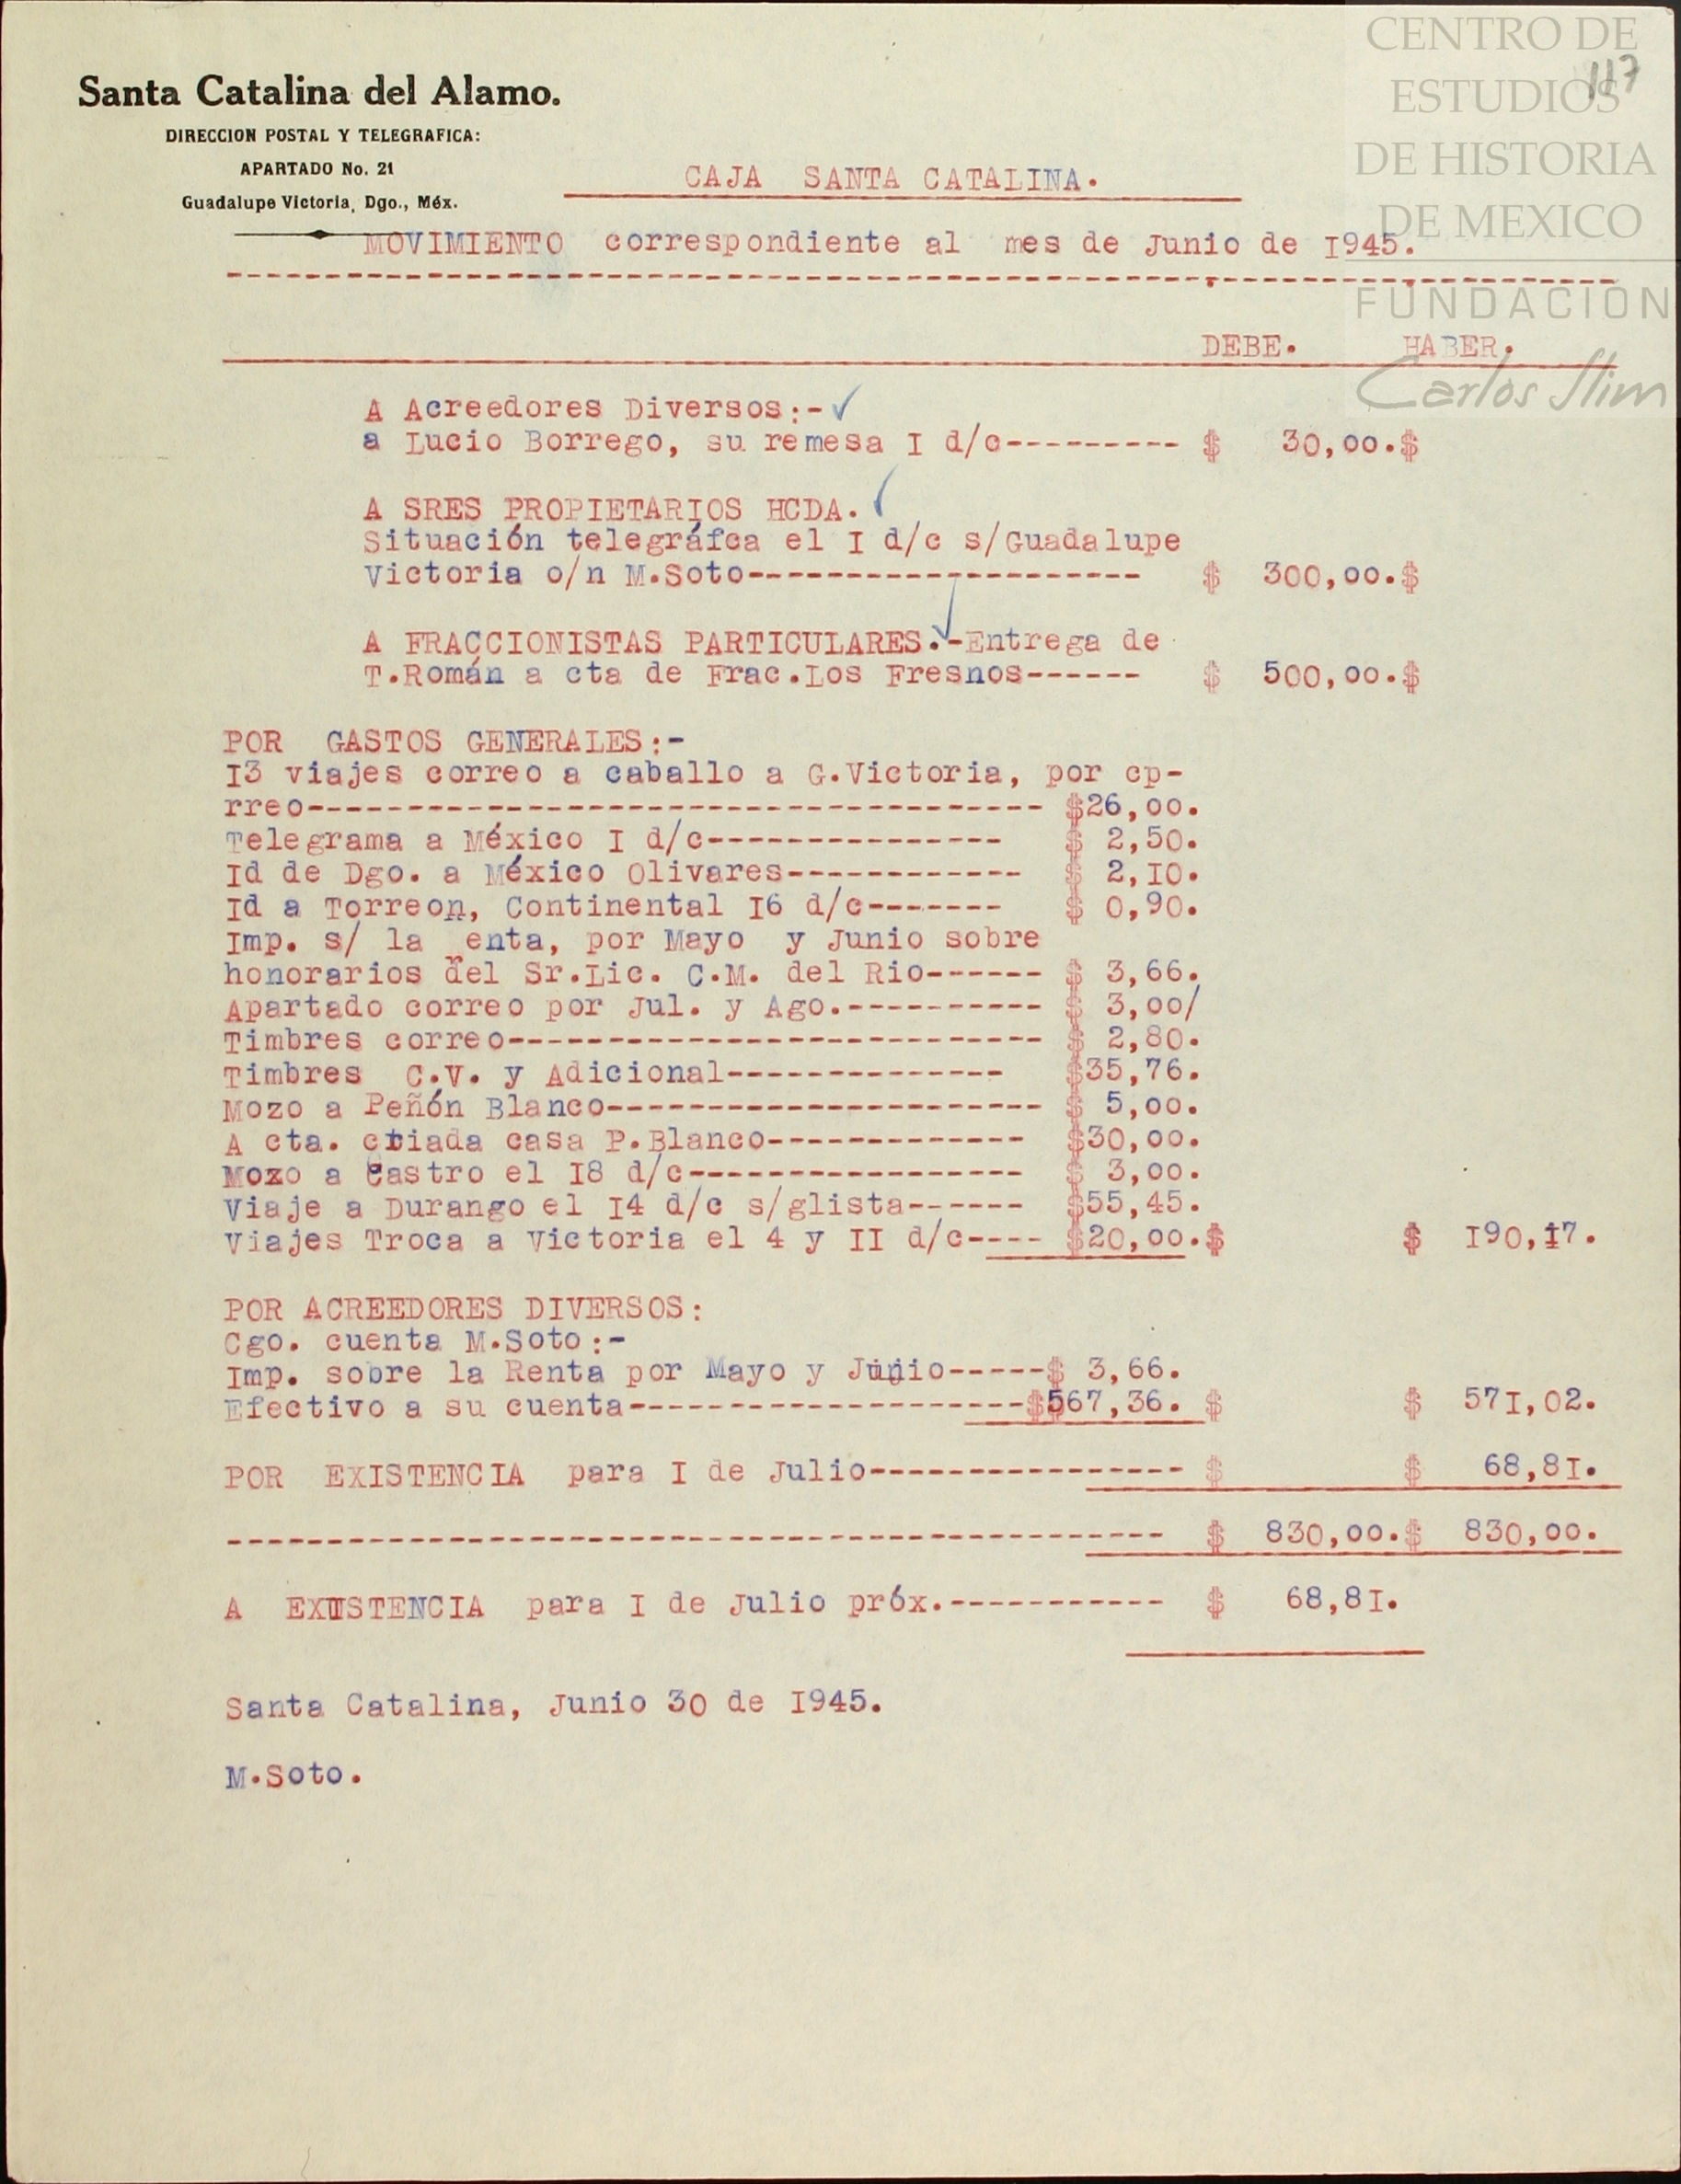 CENTRO DE
ESTUDIOS
DE HISTORIA
DE MEXICO
FUNDACION
Carlos Slim
117
Santa Catalina del Alamo.
DIRECCION POSTAL Y TELEGRAFICA:
APARTADO No. 21
Guadalupe Victoria, Dgo., Méx.
CAJA SANTA CATALINA.
MOVIMIENTO correspondiente al mes de Junio de I945.
DEBE. HABER.
A Acreedores Diversos:-
a Lucio Borrego, su remesa I d/c--------- $ 30,00.$
A SRES PROPIETARIOS HCDA.
Situación telegráfca el I d/c s/Guadalupe
Victoria o/n M.Soto-------------------- $ 300,00.$
A FRACCIONISTAS PARTICULARES.-Entrega de
T.Román a cta de Frac.Los Fresnos------ $ 500,00.$
POR GASTOS GENERALES:-
I3 viajes correo a caballo a G.Victoria, por cp-
rreo------------------------------------- $26,00.
Telegrama a México I d/c--------------- $ 2,50.
Id de Dgo. a México Olivares------------ $ 2,I0.
Id a Torreon, Continental I6 d/c------- $ 0,90.
Imp. s/ la renta, por Mayo y Junio sobre
honorarios del Sr.Lic. C.M. del Rio------ $ 3,66.
Apartado correo por Jul. y Ago.---------- $ 3,00/
Timbres correo--------------------------- $ 2,80.
Timbres C.V. y Adicional-------------- $35,76.
Mozo a Peñón Blanco---------------------- $ 5,00.
A cta. criada casa P.Blanco------------- $30,00.
Mozo a Castro el I8 d/c----------------- $ 3,00.
Viaje a Durango el I4 d/c s/glista------ $55,45.
Viajes Troca a Victoria el 4 y II d/c---- $20,00.$ $ I90,17.
POR ACREEDORES DIVERSOS:
Cgo. cuenta M.Soto:-
Imp. sobre la Renta por Mayo y Junio-----$ 3,66.
Efectivo a su cuenta--------------------$567,36. $ $ 57I,02.
POR EXISTENCIA para I de Julio---------------- $ $ 68,8I.
----------------------------------------------- $ 830,00.$ 830,00.
A EXISTENCIA para I de Julio próx.----------- $ 68,8I.
Santa Catalina, Junio 30 de I945.
M.Soto.